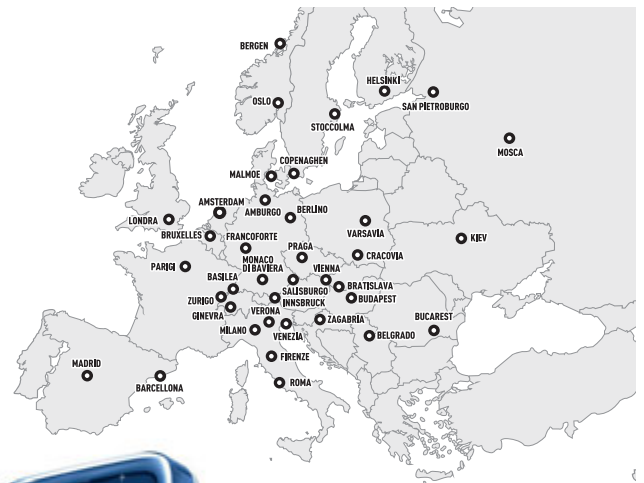 BERGEN
HELSINKI
OSLO
SAN PIETROBURGO
STOCCOLMA
MOSCA
COPENAGHEN
MALMOE
AMSTERDAM
AMBURGO
BERLINO
LONDRA
VARSAVIA
BRUXELLES
FRANCOFORTE
KIEV
PRAGA
CRACOVIA
MONACO
DI BAVIERA
PARIGI
BASILEA
VIENNA
SALISBURGO
BRATISLAVA
ZURIGO
INNSBRUCK
BUDAPEST
GINEVRA
VERONA
ZAGABRIA
BUCAREST
MILANO
VENEZIA
BELGRADO
FIRENZE
MADRID
BARCELLONA
ROMA